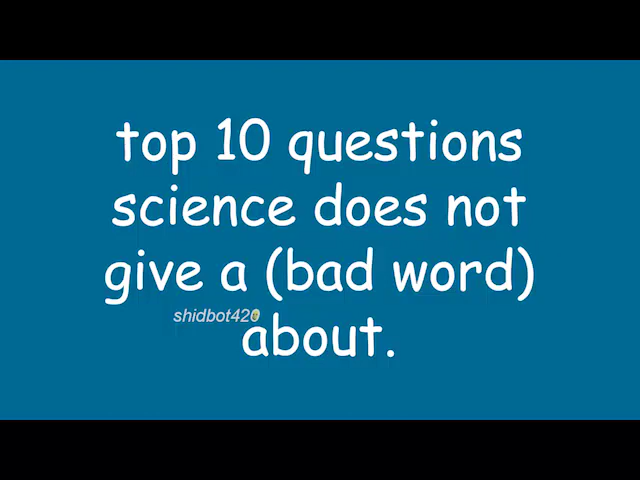 top 10 questions
science does not
give a (bad word)
shidbot420
about.